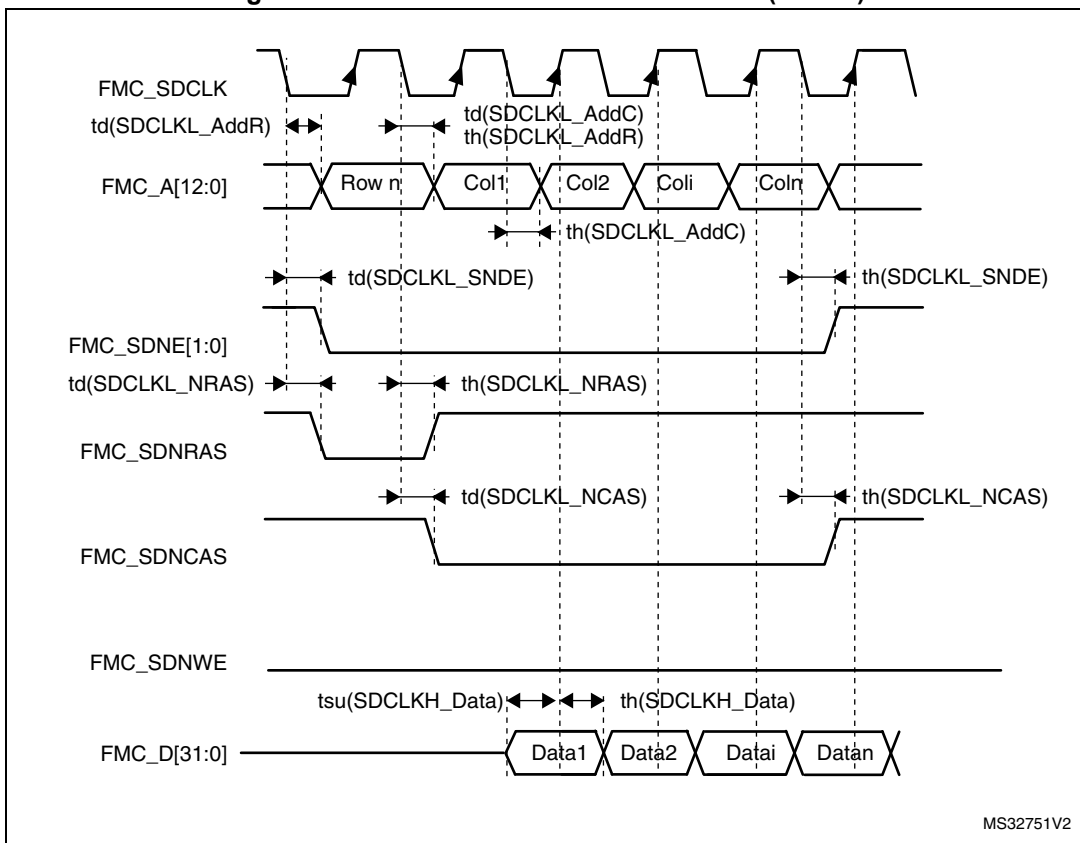 FMC_SDCLK
td(SDCLKL_AddR)
td(SDCLKL_AddC)
th(SDCLKL_AddR)
FMC_A[12:0]
Row n
Col1
Col2
Coli
Coln
th(SDCLKL_AddC)
td(SDCLKL_SNDE)
th(SDCLKL_SNDE)
FMC_SDNE[1:0]
td(SDCLKL_NRAS)
th(SDCLKL_NRAS)
FMC_SDNRAS
td(SDCLKL_NCAS)
th(SDCLKL_NCAS)
FMC_SDNCAS
FMC_SDNWE
tsu(SDCLKH_Data)
th(SDCLKH_Data)
FMC_D[31:0]
Data1
Data2
Datai
Datan
MS32751V2